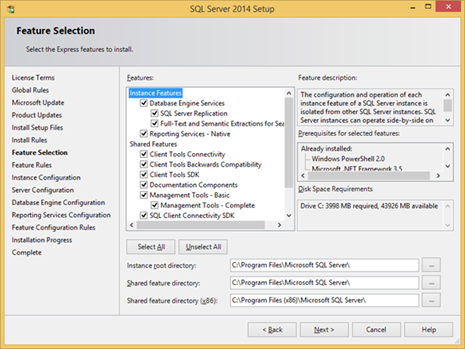 SQL Server 2014 Setup
Feature Selection
Select the Express features to install.
License Terms
Global Rules
Microsoft Update
Product Updates
Install Setup Files
Install Rules
Feature Selection
Feature Rules
Instance Configuration
Server Configuration
Database Engine Configuration
Reporting Services Configuration
Feature Configuration Rules
Installation Progress
Complete
Features:
Instance Features
Database Engine Services
SQL Server Replication
Full-Text and Semantic Extractions for Sea
Reporting Services - Native
Shared Features
Client Tools Connectivity
Client Tools Backwards Compatibility
Client Tools SDK
Documentation Components
Management Tools - Basic
Management Tools - Complete
SQL Client Connectivity SDK
Feature description:
The configuration and operation of each
instance feature of a SQL Server instance is
isolated from other SQL Server instances. SQL
Server instances can operate side-by-side on
Prerequisites for selected features:
Already installed:
Windows PowerShell 2.0
Microsoft .NET Framework 3.5
Disk Space Requirements
Drive C: 3998 MB required, 43926 MB available
Select All
Unselect All
Instance root directory:
C:\Program Files\Microsoft SQL Server\
...
Shared feature directory:
C:\Program Files\Microsoft SQL Server\
...
Shared feature directory (x86):
C:\Program Files (x86)\Microsoft SQL Server\
...
< Back
Next >
Cancel
Help